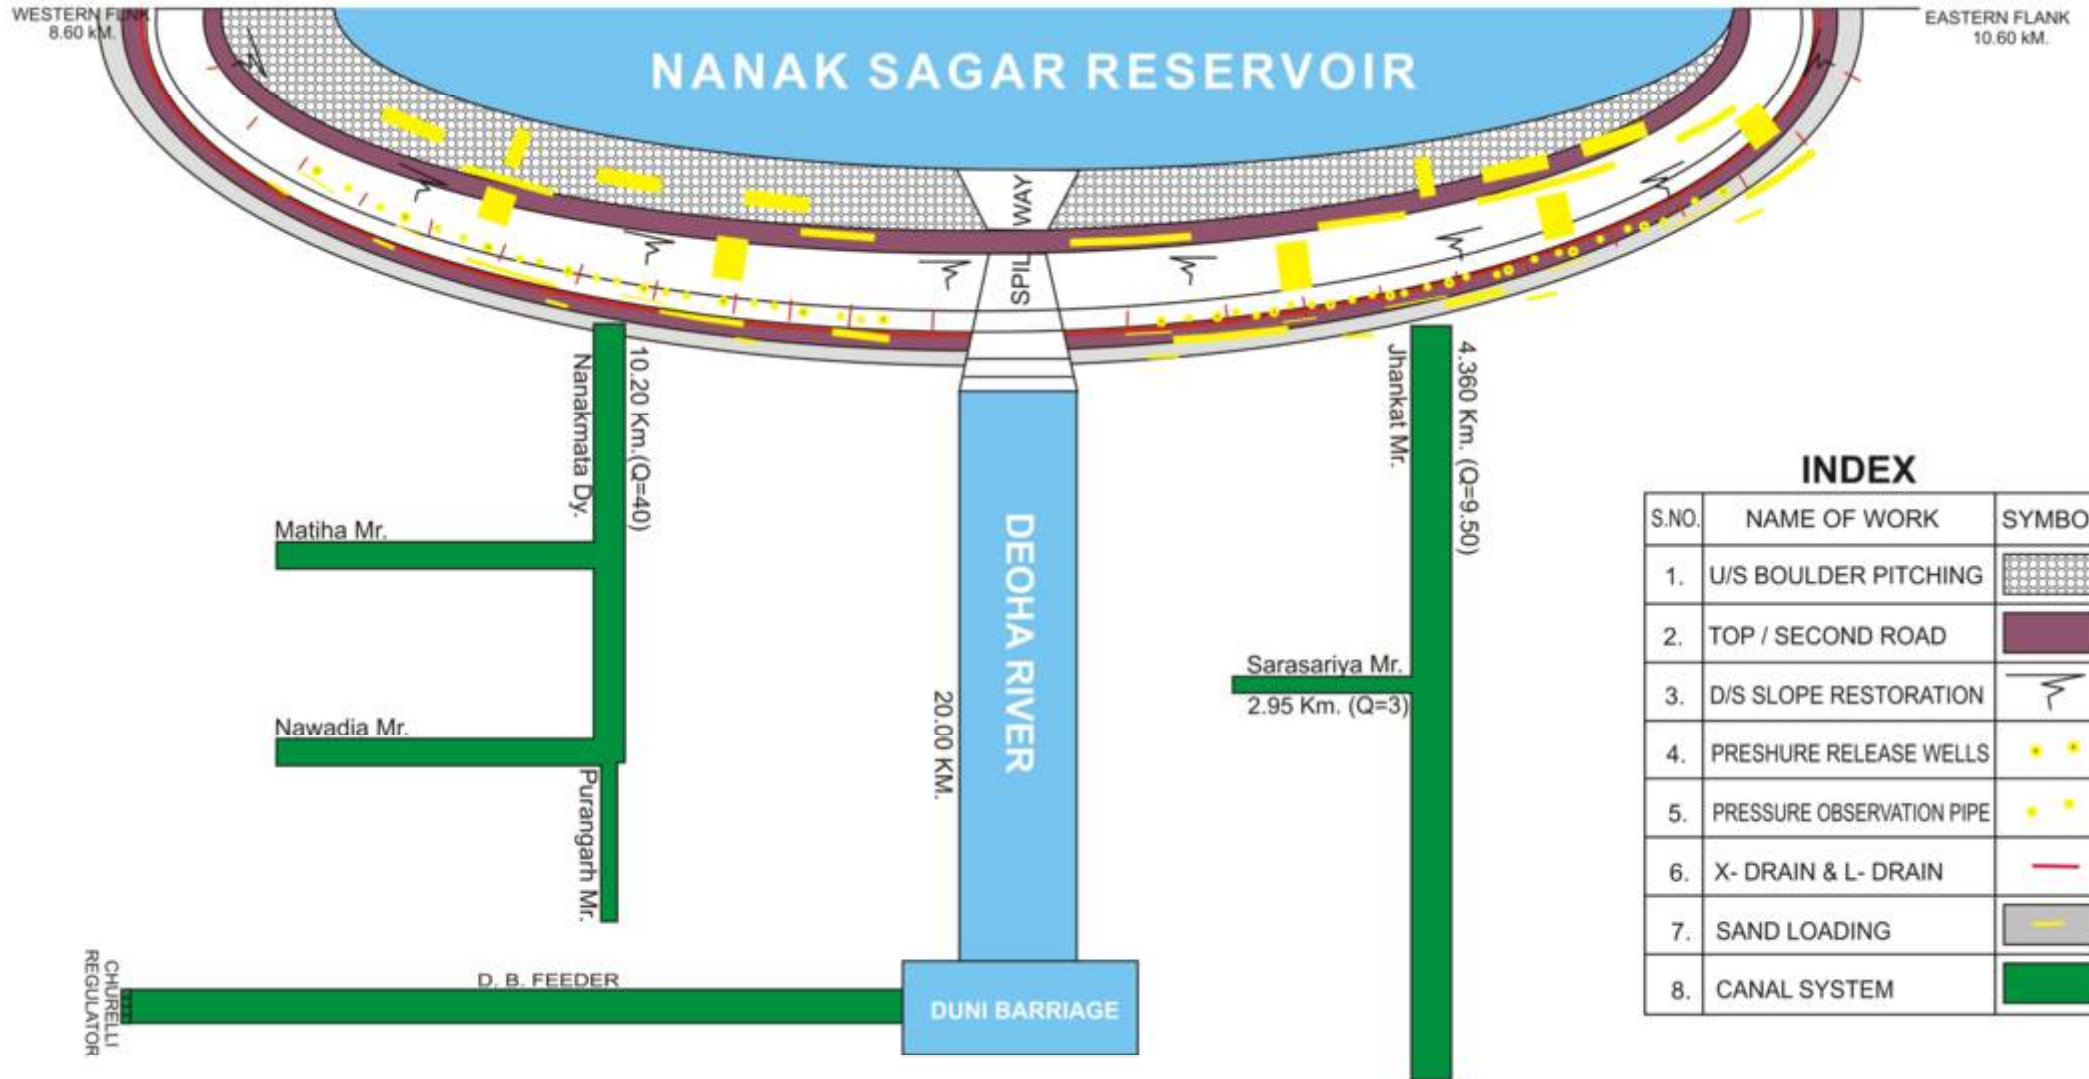 WESTERN FLNK
8.60 kM.
EASTERN FLANK
10.60 kM.
NANAK SAGAR RESERVOIR
SPIL
WAY
Nanakmata Dy.
10.20 Km.(Q=40)
Jhankat Mr.
4.360 Km. (Q=9.50)
Matiha Mr.
Nawadia Mr.
Purangarh Mr.
DEOHA RIVER
20.00 KM.
Sarasariya Mr.
2.95 Km. (Q=3)
CHURELLI
REGULATOR
D. B. FEEDER
DUNI BARRIAGE
INDEX
S.NO. NAME OF WORK SYMBO
1. U/S BOULDER PITCHING
2. TOP / SECOND ROAD
3. D/S SLOPE RESTORATION
4. PRESHURE RELEASE WELLS
5. PRESSURE OBSERVATION PIPE
6. X- DRAIN & L- DRAIN
7. SAND LOADING
8. CANAL SYSTEM